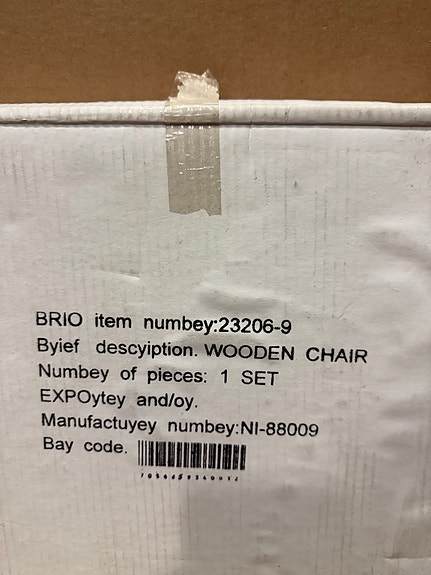 BRIO item numbey:23206-9
Byief descyiption. WOODEN CHAIR
Numbey of pieces: 1 SET
EXPOytey and/oy.
Manufactuyey numbey:NI-88009
Bay code.